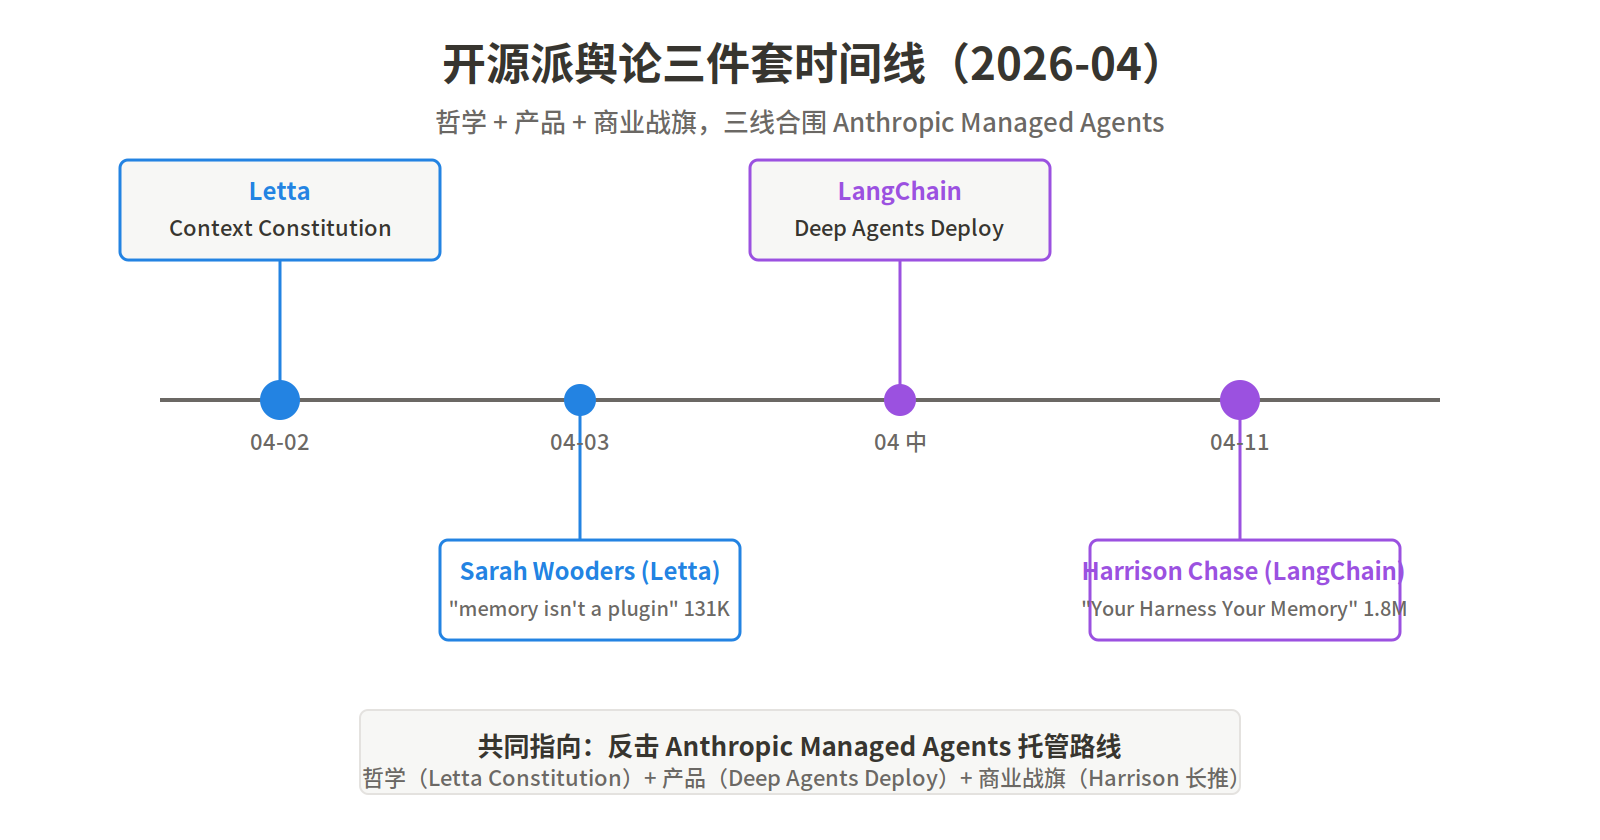 开源派舆论三件套时间线（2026-04）
哲学 + 产品 + 商业战旗，三线合围 Anthropic Managed Agents
Letta
Context Constitution
LangChain
Deep Agents Deploy
04-02
04-03
04 中
04-11
Sarah Wooders (Letta)
"memory isn't a plugin" 131K
Harrison Chase (LangChain)
"Your Harness Your Memory" 1.8M
共同指向：反击 Anthropic Managed Agents 托管路线
哲学（Letta Constitution）+ 产品（Deep Agents Deploy）+ 商业战旗（Harrison 长推）